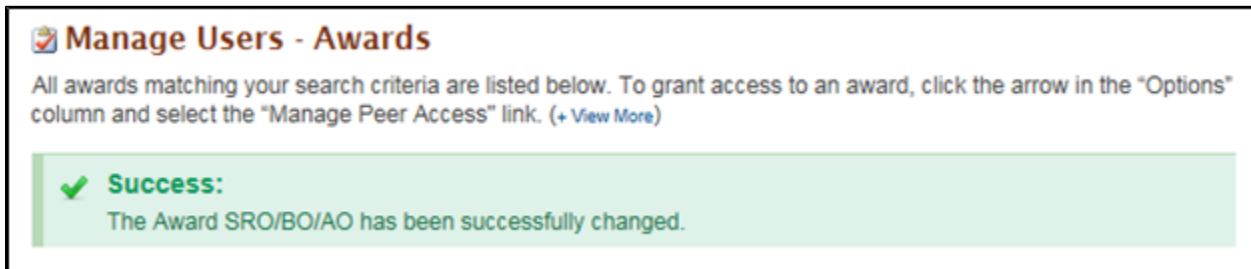 Manage Users - Awards
All awards matching your search criteria are listed below. To grant access to an award, click the arrow in the “Options”
column and select the “Manage Peer Access” link. (+ View More)
Success:
The Award SRO/BO/AO has been successfully changed.